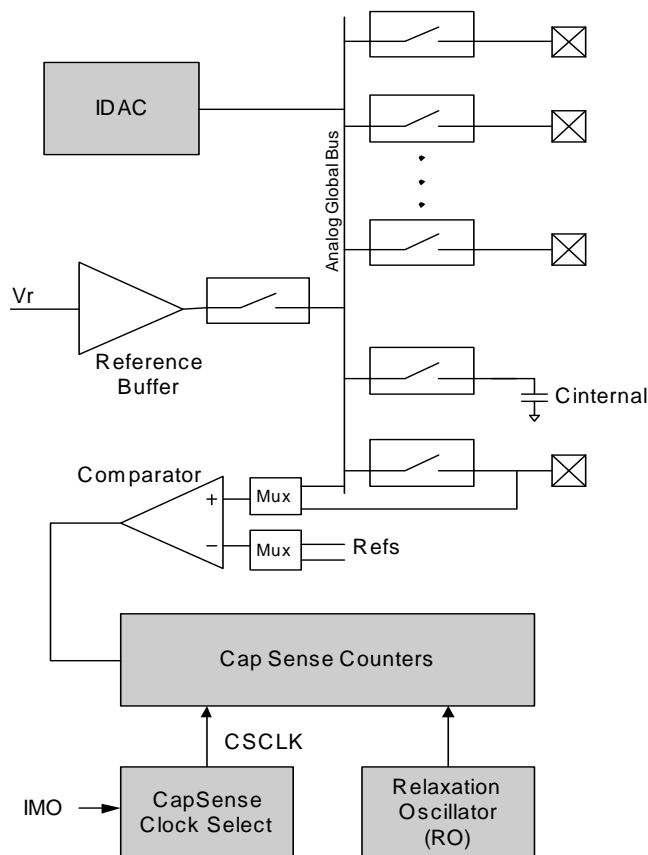 IDAC
Analog Global Bus
Vr
Reference
Buffer
Cinternal
Comparator
+
Mux
−
Mux
Refs
Cap Sense Counters
CSCLK
IMO
CapSense
Clock Select
Relaxation
Oscillator
(RO)